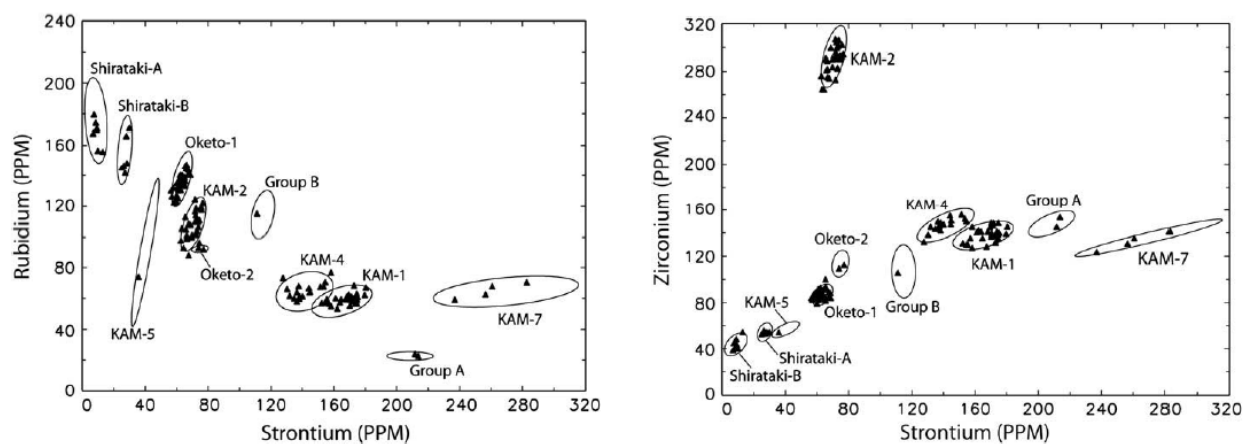 240
200
160
120
80
40
0
Rubidium (PPM)
Shirataki-A
Shirataki-B
Oketo-1
KAM-2
Group B
Oketo-2
KAM-4
KAM-1
KAM-5
KAM-7
Group A
0 40 80 120 160 200 240 280 320
Strontium (PPM)
320
280
260
200
160
120
80
40
0
Zirconium (PPM)
KAM-2
Group A
KAM-4
Oketo-2
KAM-1
KAM-7
Group B
KAM-5
Oketo-1
Shirataki-A
Shirataki-B
0 40 80 120 160 200 240 280 320
Strontium (PPM)